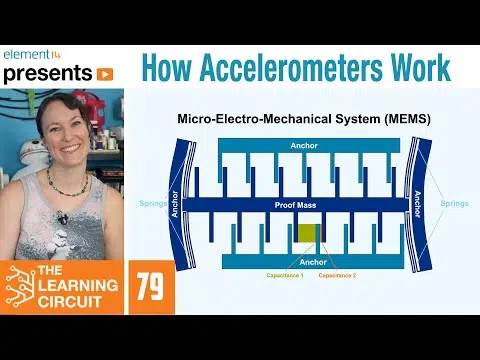 element14
presents
How Accelerometers Work
Micro-Electro-Mechanical System (MEMS)
Anchor
Springs
Anchor
Proof Mass
Anchor
Springs
Anchor
Capacitance 1
Capacitance 2
THE
LEARNING
CIRCUIT
79